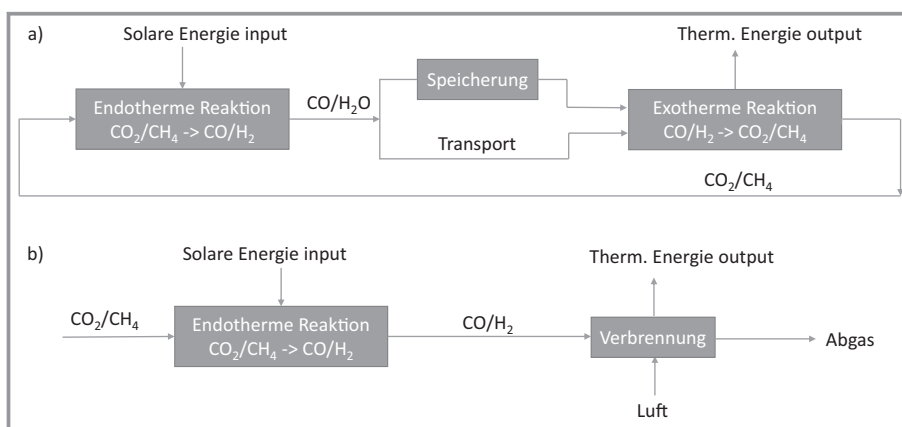 a)
Solare Energie input
Therm. Energie output
Speicherung
Endotherme Reaktion
CO₂/CH₄ -> CO/H₂
CO/H₂O
Exotherme Reaktion
CO/H₂ -> CO₂/CH₄
Transport
CO₂/CH₄
b)
Solare Energie input
Therm. Energie output
CO₂/CH₄
Endotherme Reaktion
CO₂/CH₄ -> CO/H₂
CO/H₂
Verbrennung
Abgas
Luft